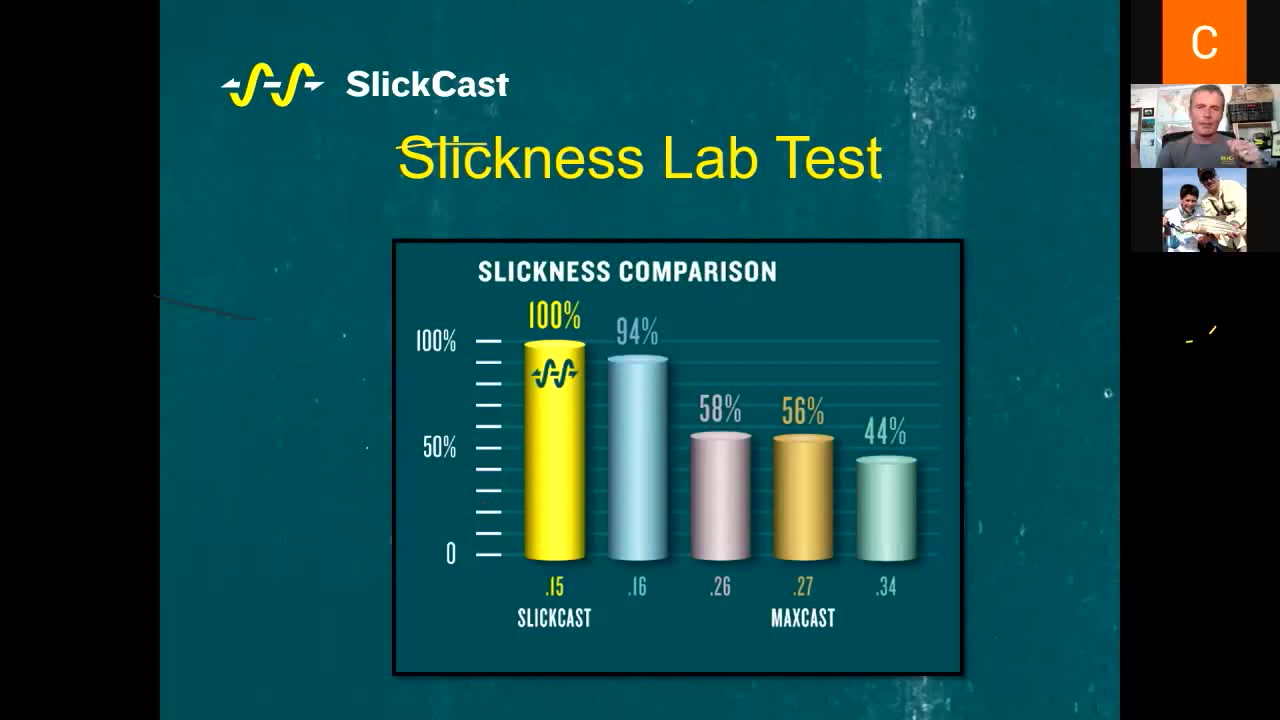 SlickCast
Slickness Lab Test
SLICKNESS COMPARISON
100%
94%
58%
56%
44%
100%
50%
0
.15
.16
.26
.27
.34
SLICKCAST
MAXCAST
C